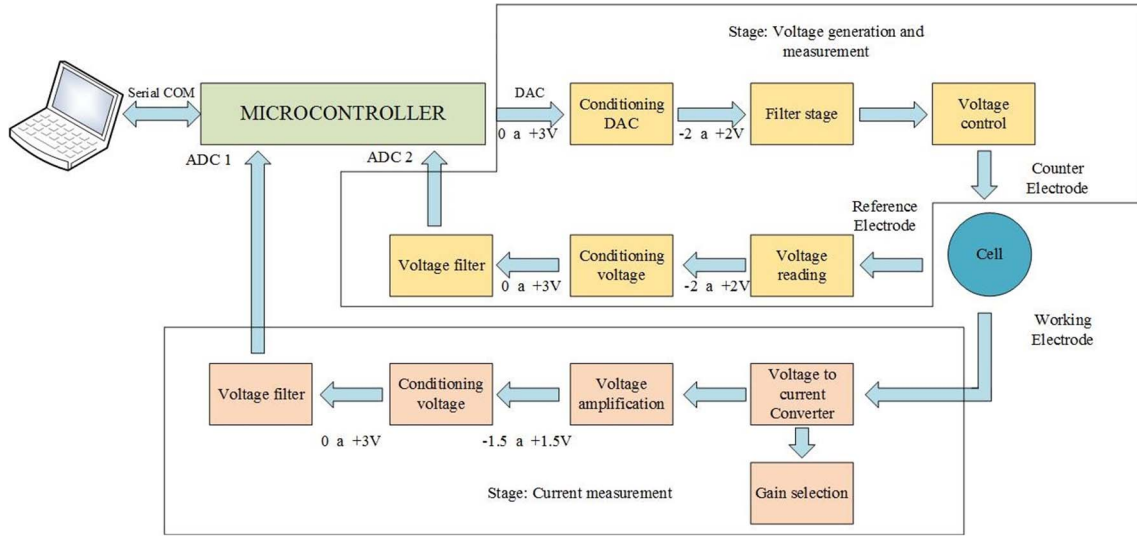 Stage: Voltage generation and
measurement
Serial COM
MICROCONTROLLER
DAC
0 a +3V
Conditioning
DAC
-2 a +2V
Filter stage
Voltage
control
ADC 1
ADC 2
Counter
Electrode
Reference
Electrode
Voltage filter
0 a +3V
Conditioning
voltage
-2 a +2V
Voltage
reading
Cell
Working
Electrode
Voltage filter
0 a +3V
Conditioning
voltage
-1.5 a +1.5V
Voltage
amplification
Voltage to
current
Converter
Stage: Current measurement
Gain selection